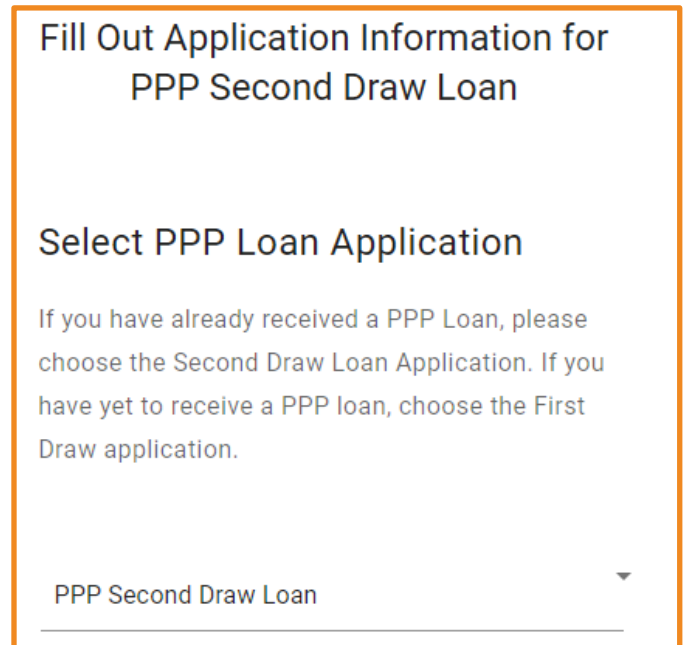 Fill Out Application Information for
PPP Second Draw Loan
Select PPP Loan Application
If you have already received a PPP Loan, please
choose the Second Draw Loan Application. If you
have yet to receive a PPP loan, choose the First
Draw application.
PPP Second Draw Loan